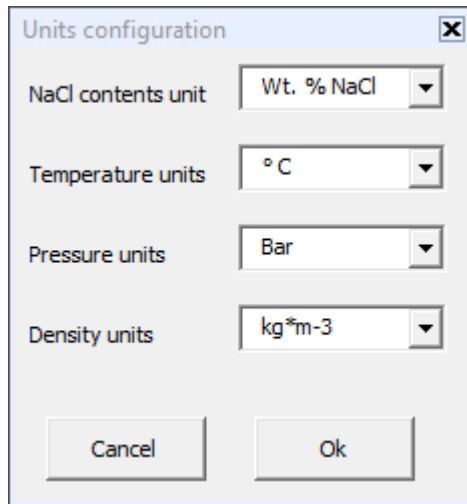 Units configuration
NaCl contents unit Wt. % NaCl
Temperature units ° C
Pressure units Bar
Density units kg*m-3
Cancel Ok